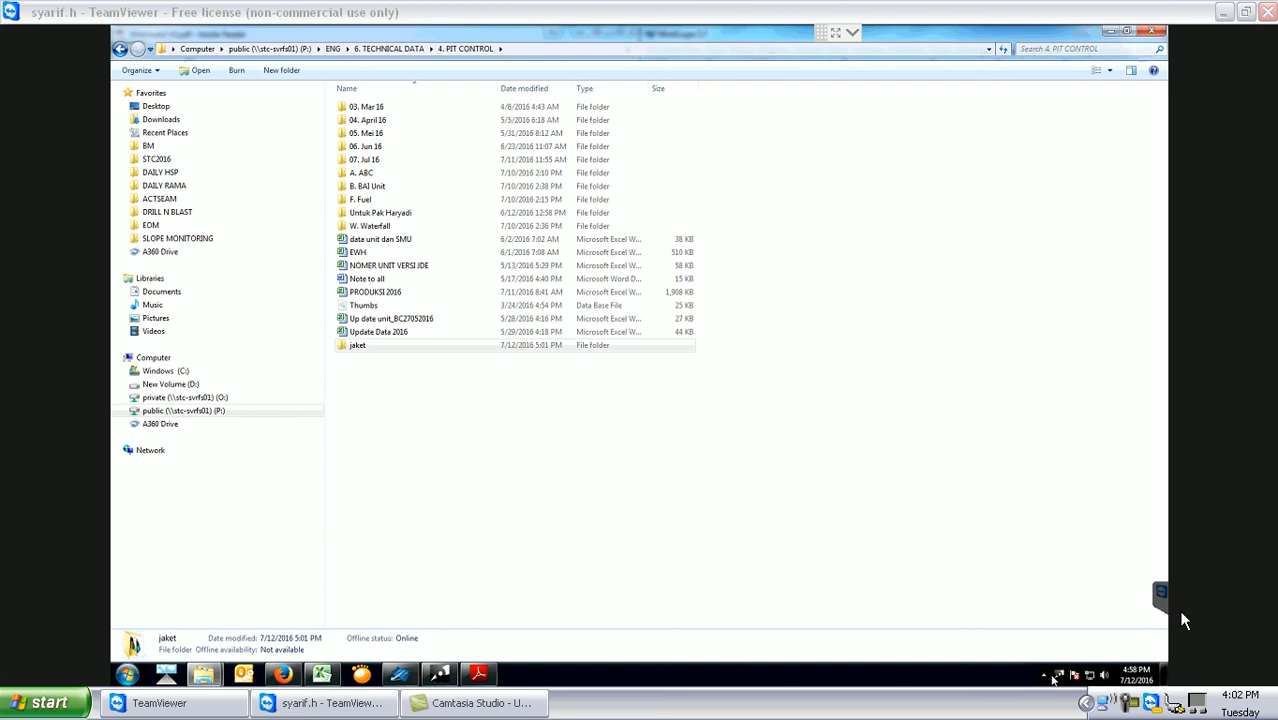 syarif.h - TeamViewer - Free license (non-commercial use only)
Computer public (\\stc-svrfs01) (P:) ENG 6. TECHNICAL DATA 4. PIT CONTROL
Search 4. PIT CONTROL
Organize Open Burn New folder
Name Date modified Type Size
Favorites
Desktop
Downloads
Recent Places
BM
STC2016
DAILY HSP
DAILY RAMA
ACTSEAM
DRILL N BLAST
EOM
SLOPE MONITORING
A360 Drive
Libraries
Documents
Music
Pictures
Videos
Computer
Windows (C:)
New Volume (D:)
private (\\stc-svrfs01) (O:)
public (\\stc-svrfs01) (P:)
A360 Drive
Network
03. Mar 16 4/8/2016 4:43 AM File folder
04. April 16 5/5/2016 6:18 AM File folder
05. Mei 16 5/31/2016 8:12 AM File folder
06. Jun 16 6/23/2016 11:07 AM File folder
07. Jul 16 7/11/2016 11:55 AM File folder
A. ABC 7/10/2016 2:10 PM File folder
B. BAI Unit 7/10/2016 2:38 PM File folder
F. Fuel 7/10/2016 2:15 PM File folder
Untuk Pak Haryadi 6/12/2016 12:58 PM File folder
W. Waterfall 7/10/2016 2:36 PM File folder
data unit dan SMU 6/2/2016 7:02 AM Microsoft Excel W... 38 KB
EWH 6/1/2016 7:08 AM Microsoft Excel W... 510 KB
NOMER UNIT VERSI JDE 5/13/2016 5:29 PM Microsoft Excel W... 58 KB
Note to all 5/17/2016 4:40 PM Microsoft Word D... 15 KB
PRODUKSI 2016 7/11/2016 8:41 AM Microsoft Excel W... 1,908 KB
Thumbs 3/24/2016 4:54 PM Data Base File 25 KB
Up date unit_BC27052016 5/28/2016 4:16 PM Microsoft Excel W... 27 KB
Update Data 2016 5/29/2016 4:18 PM Microsoft Excel W... 44 KB
jaket 7/12/2016 5:01 PM File folder
jaket Date modified: 7/12/2016 5:01 PM Offline status: Online
File folder Offline availability: Not available
4:58 PM
7/12/2016
start TeamViewer syarif.h - TeamView... Camtasia Studio - U...
4:02 PM
Tuesday